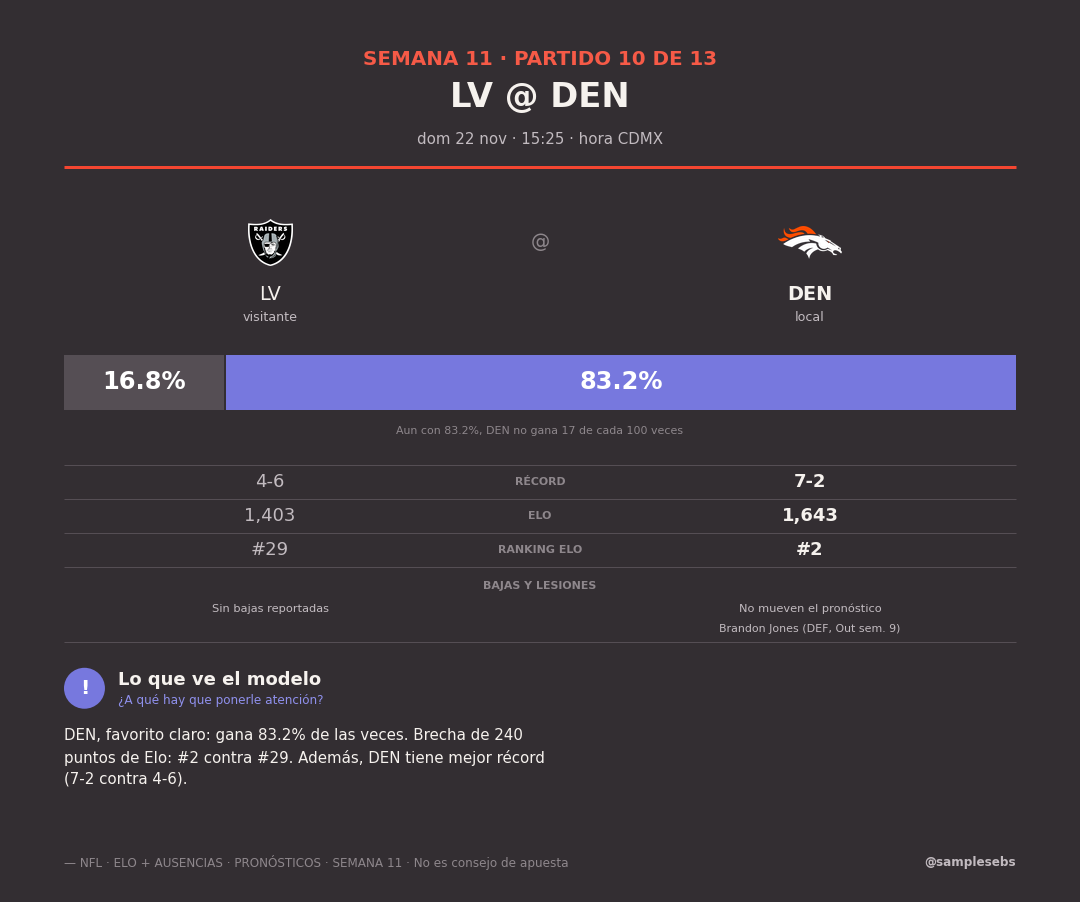 SEMANA 11 · PARTIDO 10 DE 13
LV @ DEN
dom 22 nov · 15:25 · hora CDMX
RAIDERS
@
LV
DEN
visitante
local
16.8%
83.2%
Aun con 83.2%, DEN no gana 17 de cada 100 veces
4-6 RÉCORD 7-2
1,403 ELO 1,643
#29 RANKING ELO #2
BAJAS Y LESIONES
Sin bajas reportadas
No mueven el pronóstico
Brandon Jones (DEF, Out sem. 9)
!
Lo que ve el modelo
¿A qué hay que ponerle atención?
DEN, favorito claro: gana 83.2% de las veces. Brecha de 240
puntos de Elo: #2 contra #29. Además, DEN tiene mejor récord
(7-2 contra 4-6).
— NFL · ELO + AUSENCIAS · PRONÓSTICOS · SEMANA 11 · No es consejo de apuesta
@samplesebs